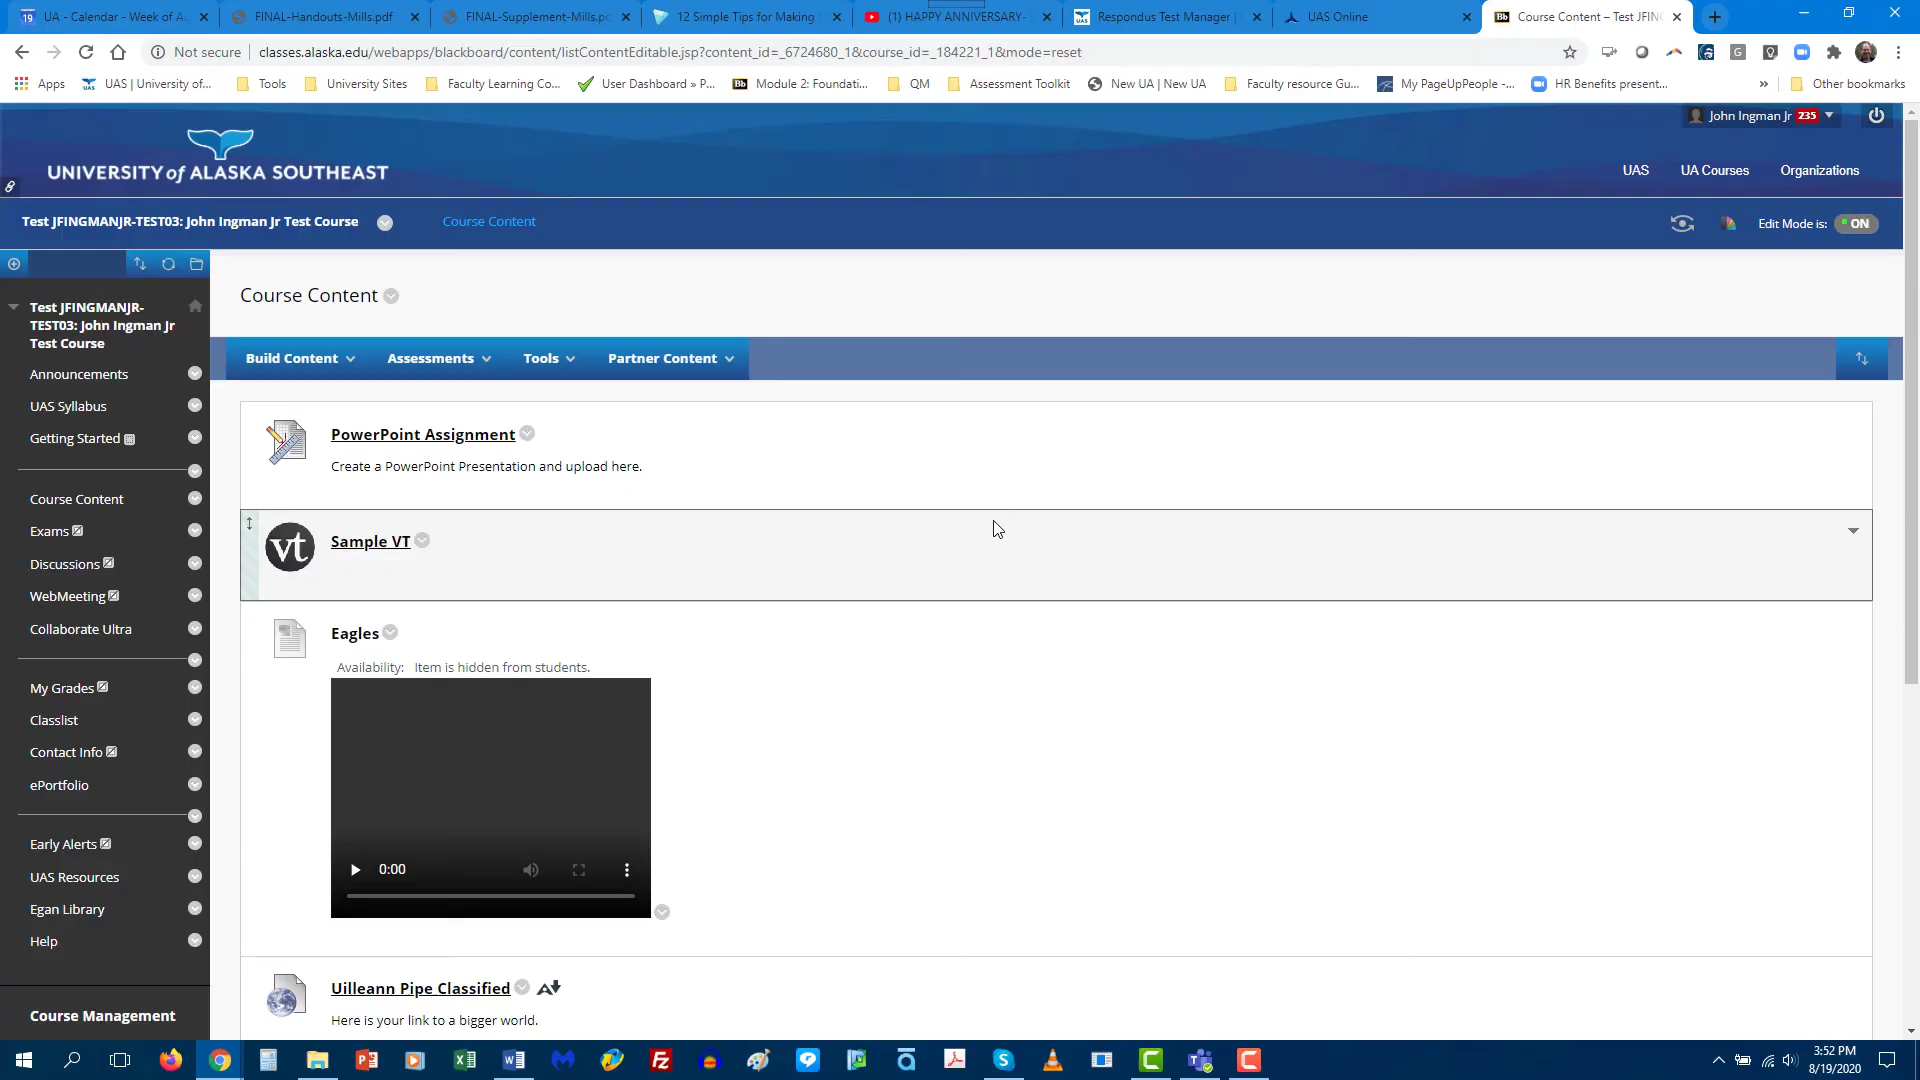 19 UA - Calendar - Week of A
FINAL-Handouts-Mills.pdf
FINAL-Supplement-Mills.p
12 Simple Tips for Making
(1) HAPPY ANNIVERSARY-
Respondus Test Manager |
UAS Online
Bb Course Content – Test JFIN
Not secure
classes.alaska.edu/webapps/blackboard/content/listContentEditable.jsp?content_id=_6724680_1&course_id=_184221_1&mode=reset
Apps
UAS | University of...
Tools
University Sites
Faculty Learning Co...
User Dashboard » P...
Bb Module 2: Foundati...
QM
Assessment Toolkit
New UA | New UA
Faculty resource Gu...
My PageUpPeople -...
HR Benefits present...
»
Other bookmarks
John Ingman Jr 235
UNIVERSITY of ALASKA SOUTHEAST
UAS
UA Courses
Organizations
Test JFINGMANJR-TEST03: John Ingman Jr Test Course
Course Content
Edit Mode is: ON
Test JFINGMANJR-
TEST03: John Ingman Jr
Test Course
Announcements
UAS Syllabus
Getting Started
Course Content
Exams
Discussions
WebMeeting
Collaborate Ultra
My Grades
Classlist
Contact Info
ePortfolio
Early Alerts
UAS Resources
Egan Library
Help
Course Management
Course Content
Build Content
Assessments
Tools
Partner Content
PowerPoint Assignment
Create a PowerPoint Presentation and upload here.
vt
Sample VT
Eagles
Availability: Item is hidden from students.
0:00
Uilleann Pipe Classified
Here is your link to a bigger world.
3:52 PM
8/19/2020